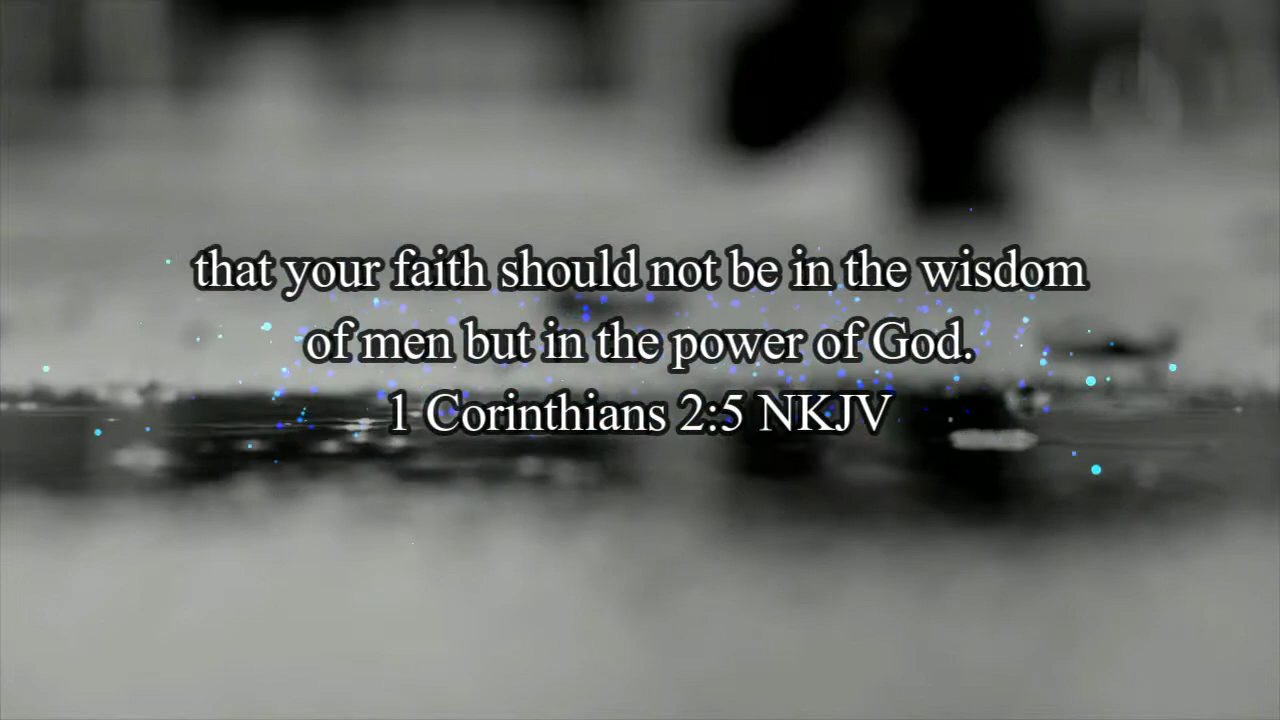 that your faith should not be in the wisdom
of men but in the power of God.
1 Corinthians 2:5 NKJV